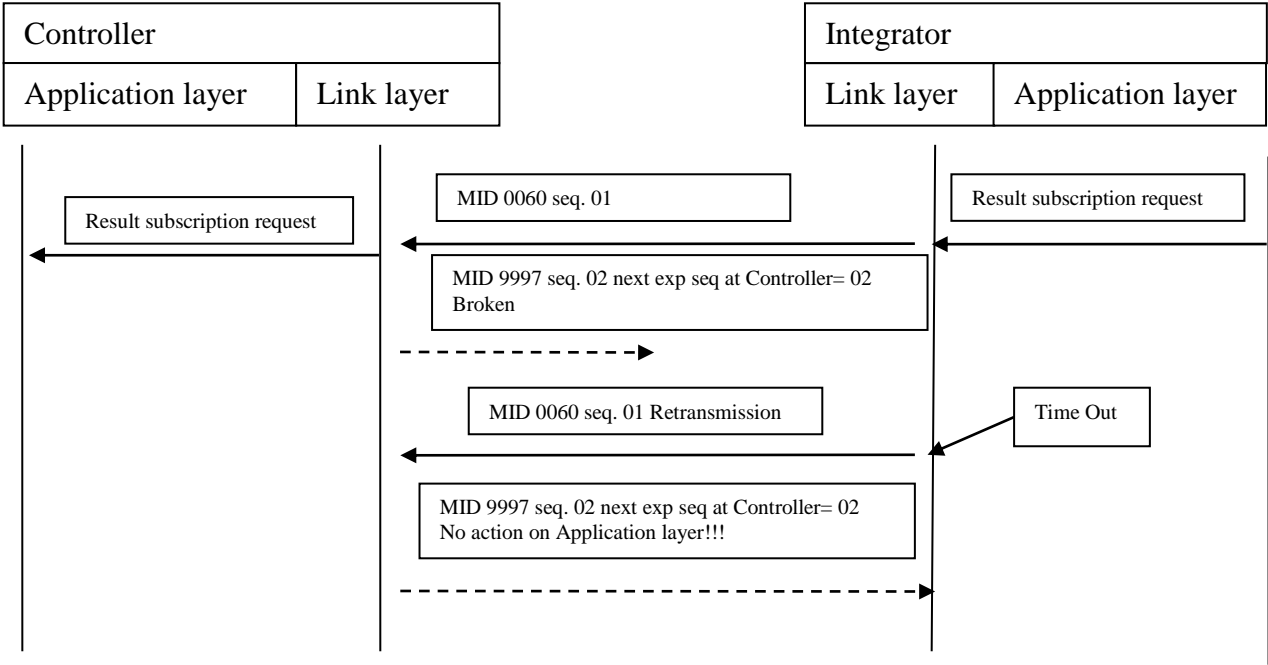 Controller
Integrator
Application layer
Link layer
Link layer
Application layer
MID 0060 seq. 01
Result subscription request
Result subscription request
MID 9997 seq. 02 next exp seq at Controller= 02
Broken
MID 0060 seq. 01 Retransmission
Time Out
MID 9997 seq. 02 next exp seq at Controller= 02
No action on Application layer!!!